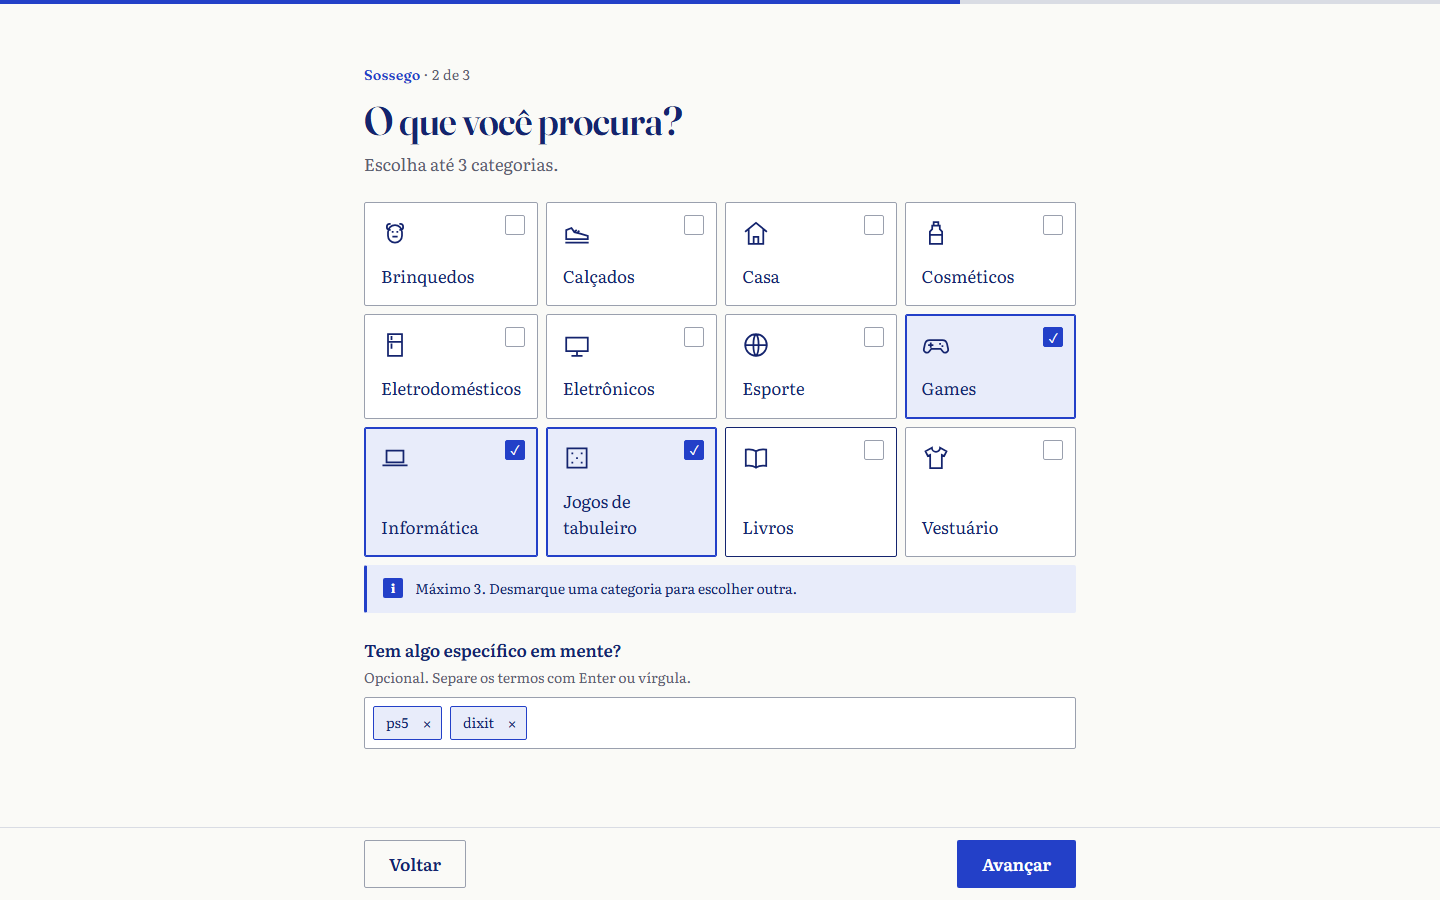 Sossego · 2 de 3
O que você procura?
Escolha até 3 categorias.
Brinquedos
Calçados
Casa
Cosméticos
Eletrodomésticos
Eletrônicos
Esporte
Games
Informática
Jogos de
tabuleiro
Livros
Vestuário
Máximo 3. Desmarque uma categoria para escolher outra.
Tem algo específico em mente?
Opcional. Separe os termos com Enter ou vírgula.
ps5 ×
dixit ×
Voltar
Avançar